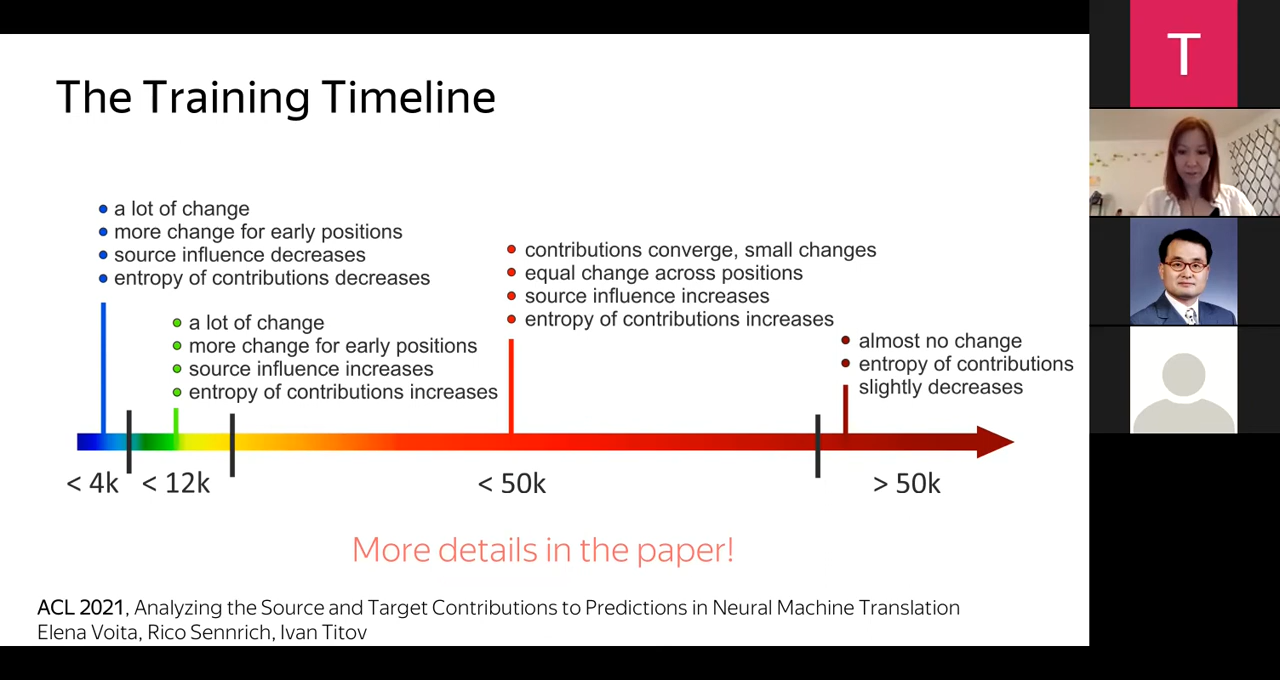 The Training Timeline
a lot of change
more change for early positions
source influence decreases
entropy of contributions decreases
a lot of change
more change for early positions
source influence increases
entropy of contributions increases
contributions converge, small changes
equal change across positions
source influence increases
entropy of contributions increases
almost no change
entropy of contributions
slightly decreases
< 4k
< 12k
< 50k
> 50k
More details in the paper!
ACL 2021, Analyzing the Source and Target Contributions to Predictions in Neural Machine Translation
Elena Voita, Rico Sennrich, Ivan Titov
T